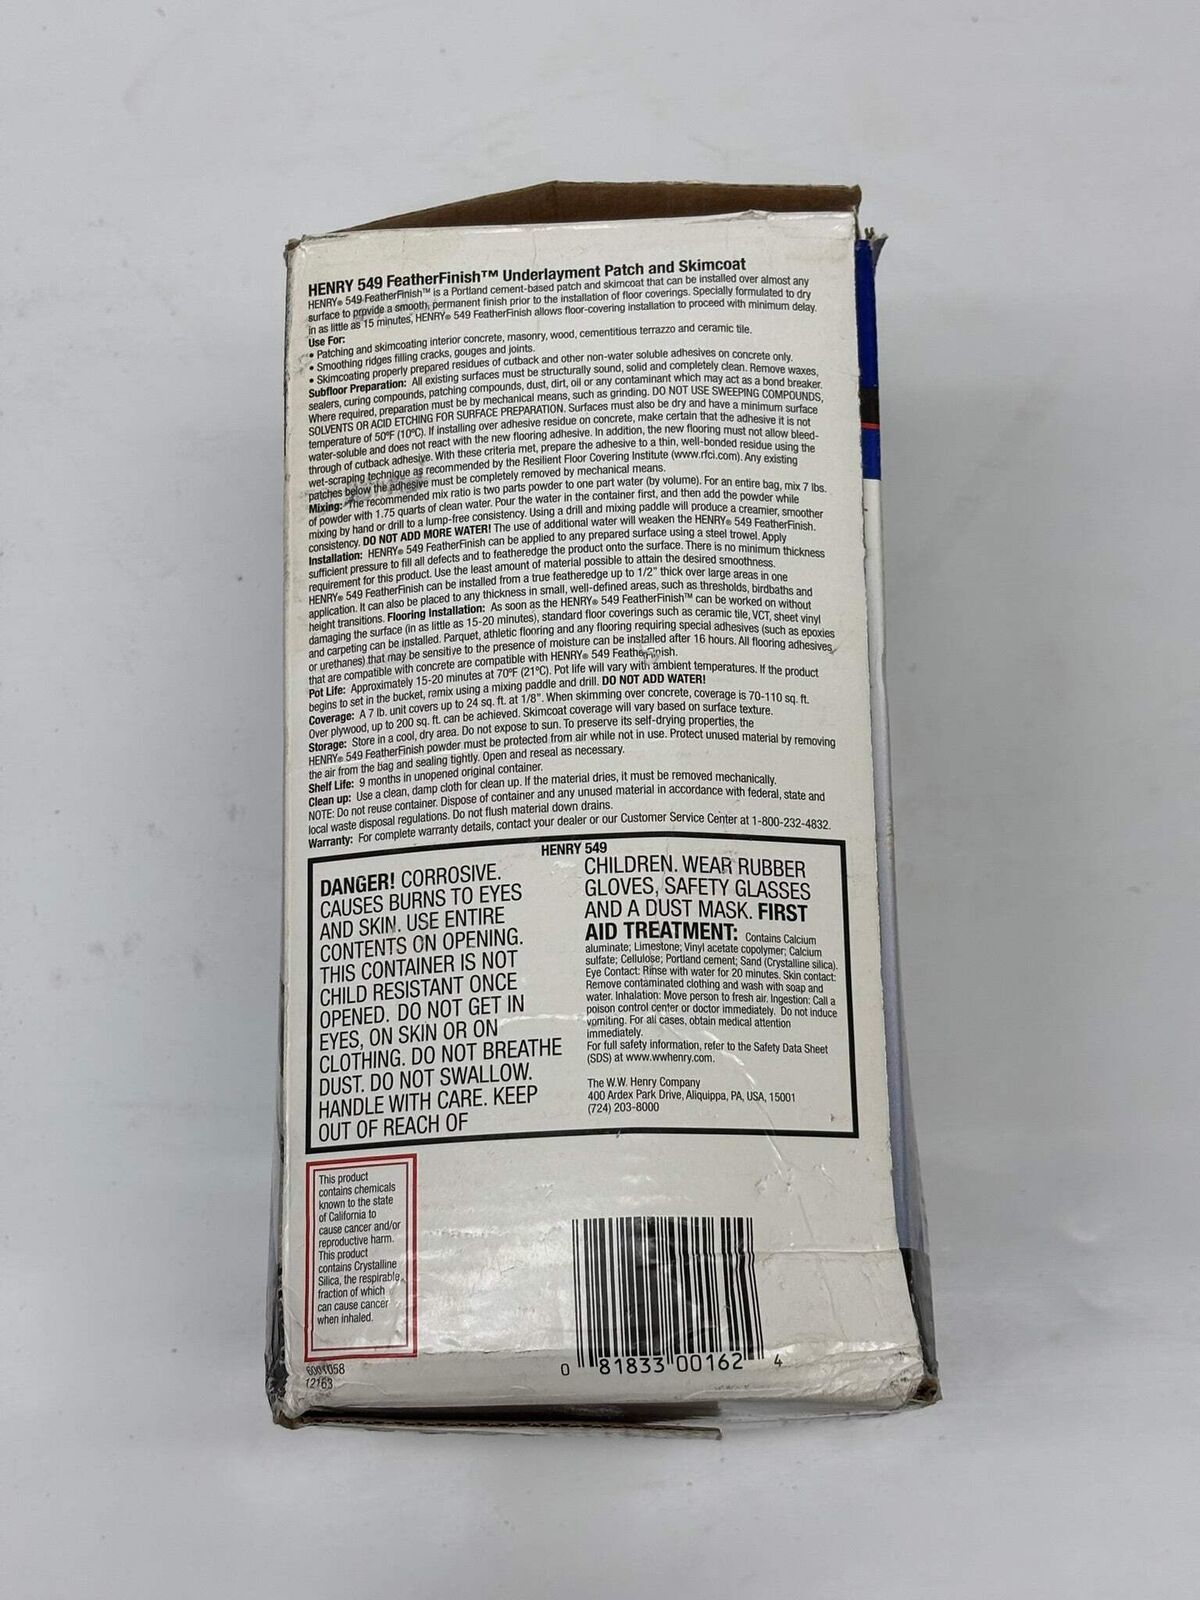 HENRY 549 FeatherFinish™ Underlayment Patch and Skimcoat
HENRY® 549 FeatherFinish™ is a Portland cement-based patch and skimcoat that can be installed over almost any
surface to provide a smooth, permanent finish prior to the installation of floor coverings. Specially formulated to dry
in as little as 15 minutes, HENRY® 549 FeatherFinish allows floor-covering installation to proceed with minimum delay.
Use For:
• Patching and skimcoating interior concrete, masonry, wood, cementitious terrazzo and ceramic tile.
• Smoothing ridges filling cracks, gouges and joints.
• Skimcoating properly prepared residues of cutback and other non-water soluble adhesives on concrete only.
Subfloor Preparation: All existing surfaces must be structurally sound, solid and completely clean. Remove waxes,
sealers, curing compounds, patching compounds, dust, dirt, oil or any contaminant which may act as a bond breaker.
Where required, preparation must be by mechanical means, such as grinding. DO NOT USE SWEEPING COMPOUNDS,
SOLVENTS OR ACID ETCHING FOR SURFACE PREPARATION. Surfaces must also be dry and have a minimum surface
temperature of 50ºF (10ºC). If installing over adhesive residue on concrete, make certain that the adhesive it is not
water-soluble and does not react with the new flooring adhesive. In addition, the new flooring must not allow bleed-
through of cutback adhesive. With these criteria met, prepare the adhesive to a thin, well-bonded residue using the
wet-scraping technique as recommended by the Resilient Floor Covering Institute (www.rfci.com). Any existing
patches below the adhesive must be completely removed by mechanical means.
Mixing: The recommended mix ratio is two parts powder to one part water (by volume). For an entire bag, mix 7 lbs.
of powder with 1.75 quarts of clean water. Pour the water in the container first, and then add the powder while
mixing by hand or drill to a lump-free consistency. Using a drill and mixing paddle will produce a creamier, smoother
consistency. DO NOT ADD MORE WATER! The use of additional water will weaken the HENRY® 549 FeatherFinish.
Installation: HENRY® 549 FeatherFinish can be applied to any prepared surface using a steel trowel. Apply
sufficient pressure to fill all defects and to featheredge the product onto the surface. There is no minimum thickness
requirement for this product. Use the least amount of material possible to attain the desired smoothness.
HENRY® 549 FeatherFinish can be installed from a true featheredge up to 1/2" thick over large areas in one
application. It can also be placed to any thickness in small, well-defined areas, such as thresholds, birdbaths and
height transitions. Flooring Installation: As soon as the HENRY® 549 FeatherFinish™ can be worked on without
damaging the surface (in as little as 15-20 minutes), standard floor coverings such as ceramic tile, VCT, sheet vinyl
and carpeting can be installed. Parquet, athletic flooring and any flooring requiring special adhesives (such as epoxies
or urethanes) that may be sensitive to the presence of moisture can be installed after 16 hours. All flooring adhesives
that are compatible with concrete are compatible with HENRY® 549 FeatherFinish.
Pot Life: Approximately 15-20 minutes at 70ºF (21ºC). Pot life will vary with ambient temperatures. If the product
begins to set in the bucket, remix using a mixing paddle and drill. DO NOT ADD WATER!
Coverage: A 7 lb. unit covers up to 24 sq. ft. at 1/8". When skimming over concrete, coverage is 70-110 sq. ft.
Over plywood, up to 200 sq. ft. can be achieved. Skimcoat coverage will vary based on surface texture.
Storage: Store in a cool, dry area. Do not expose to sun. To preserve its self-drying properties, the
HENRY® 549 FeatherFinish powder must be protected from air while not in use. Protect unused material by removing
the air from the bag and sealing tightly. Open and reseal as necessary.
Shelf Life: 9 months in unopened original container.
Clean up: Use a clean, damp cloth for clean up. If the material dries, it must be removed mechanically.
NOTE: Do not reuse container. Dispose of container and any unused material in accordance with federal, state and
local waste disposal regulations. Do not flush material down drains.
Warranty: For complete warranty details, contact your dealer or our Customer Service Center at 1-800-232-4832.
HENRY 549
DANGER! CORROSIVE.
CAUSES BURNS TO EYES
AND SKIN. USE ENTIRE
CONTENTS ON OPENING.
THIS CONTAINER IS NOT
CHILD RESISTANT ONCE
OPENED. DO NOT GET IN
EYES, ON SKIN OR ON
CLOTHING. DO NOT BREATHE
DUST. DO NOT SWALLOW.
HANDLE WITH CARE. KEEP
OUT OF REACH OF
CHILDREN. WEAR RUBBER
GLOVES, SAFETY GLASSES
AND A DUST MASK. FIRST
AID TREATMENT: Contains Calcium
aluminate; Limestone; Vinyl acetate copolymer; Calcium
sulfate; Cellulose; Portland cement; Sand (Crystalline silica).
Eye Contact: Rinse with water for 20 minutes. Skin contact:
Remove contaminated clothing and wash with soap and
water. Inhalation: Move person to fresh air. Ingestion: Call a
poison control center or doctor immediately. Do not induce
vomiting. For all cases, obtain medical attention
immediately.
For full safety information, refer to the Safety Data Sheet
(SDS) at www.wwhenry.com.
The W.W. Henry Company
400 Ardex Park Drive, Aliquippa, PA, USA, 15001
(724) 203-8000
This product
contains chemicals
known to the state
of California to
cause cancer and/or
reproductive harm.
This product
contains Crystalline
Silica, the respirable
fraction of which
can cause cancer
when inhaled.
12163
0 81833 00162 4